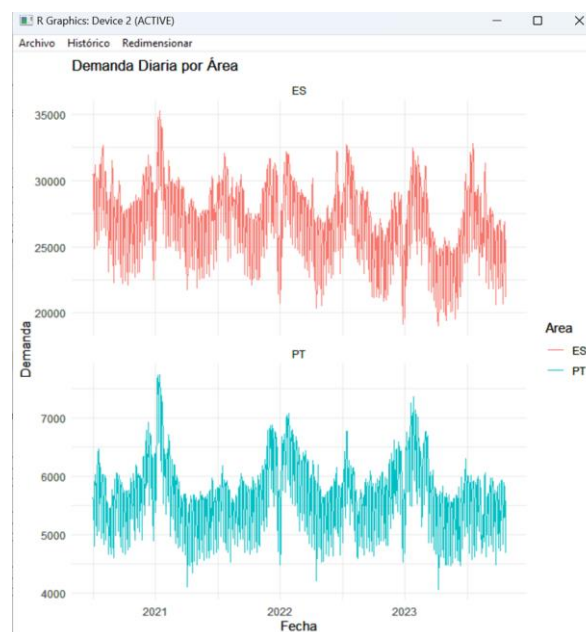 R Graphics: Device 2 (ACTIVE)
Archivo Histórico Redimensionar
Demanda Diaria por Área
ES
35000
30000
25000
20000
Demanda
PT
7000
6000
5000
4000
2021 2022 2023
Fecha
Area
ES
PT